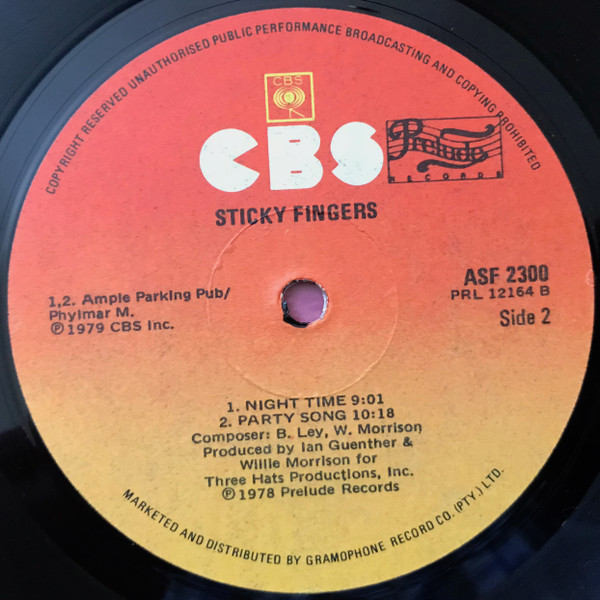 COPYRIGHT RESERVED UNAUTHORISED PUBLIC PERFORMANCE BROADCASTING AND COPYING PROHIBITED
CBS
CBS
Prelude
RECORDS
STICKY FINGERS
ASF 2300
PRL 12164 B
Side 2
1,2. Ample Parking Pub/
Phylmar M.
℗1979 CBS Inc.
1. NIGHT TIME 9:01
2. PARTY SONG 10:18
Composer: B. Ley, W. Morrison
Produced by Ian Guenther &
Willie Morrison for
Three Hats Productions, Inc.
℗1978 Prelude Records
MARKETED AND DISTRIBUTED BY GRAMOPHONE RECORD CO. (PTY.) LTD.